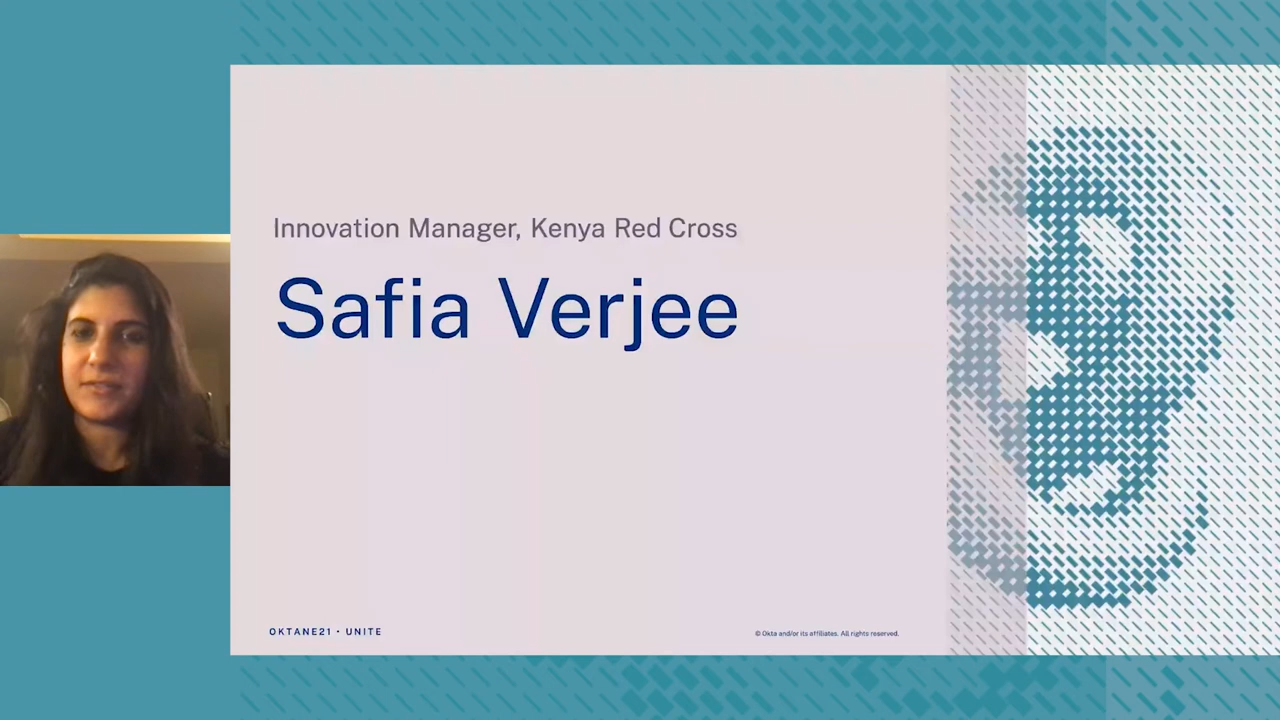 Innovation Manager, Kenya Red Cross
Safia Verjee
OKTANE21 • UNITE
© Okta and/or its affiliates. All rights reserved.